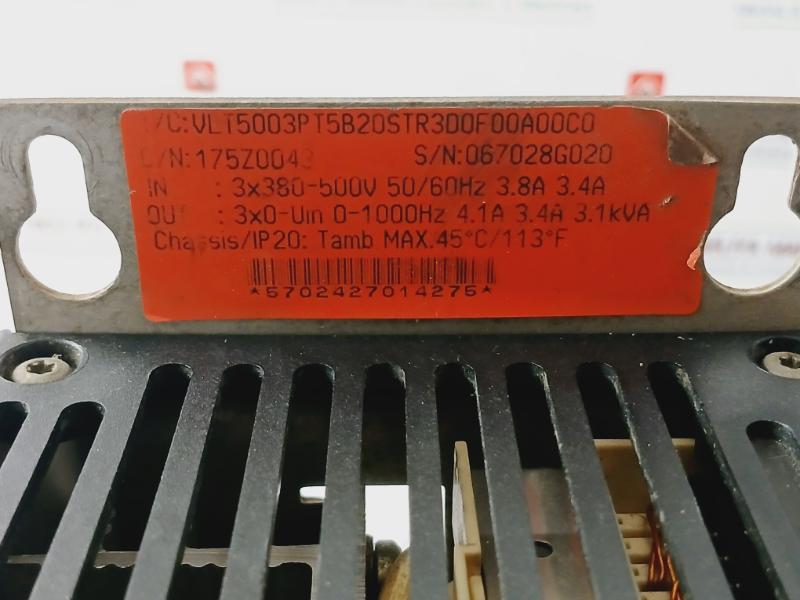 /C:VLT5003PT5B20STR3D0F00A00C0
/N:175Z0043 S/N:067028G020
IN : 3x380-500V 50/60Hz 3.8A 3.4A
OUT : 3x0-Uin 0-1000Hz 4.1A 3.4A 3.1kVA
Chassis/IP20: Tamb MAX.45°C/113°F
*5702427014275*